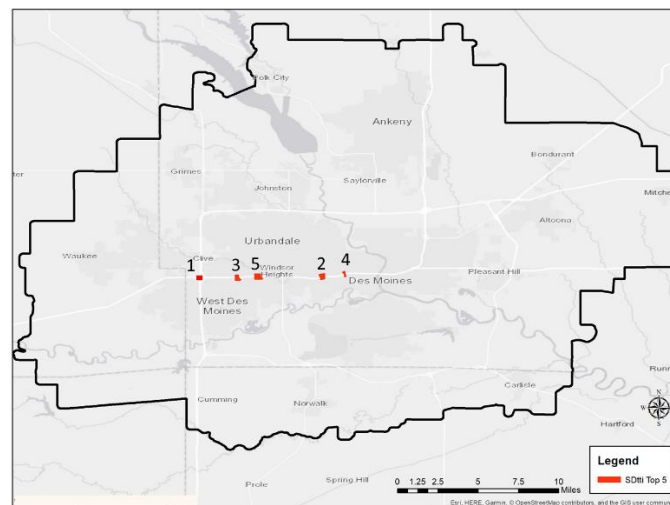 Polk City
Ankeny
Bondurant
Grimes
Johnston
Saylorville
Altoona
Urbandale
Waukee
Clive
1
3
5
Windsor
Heights
2
4
Des Moines
Pleasant Hill
West Des
Moines
Cumming
Norwalk
Carlisle
Hartford
Prole
Spring Hill
N
W
E
S
Legend
SDtti Top 5
0 1.25 2.5 5 7.5 10
Miles
Esri, HERE, Garmin, © OpenStreetMap contributors, and the GIS user